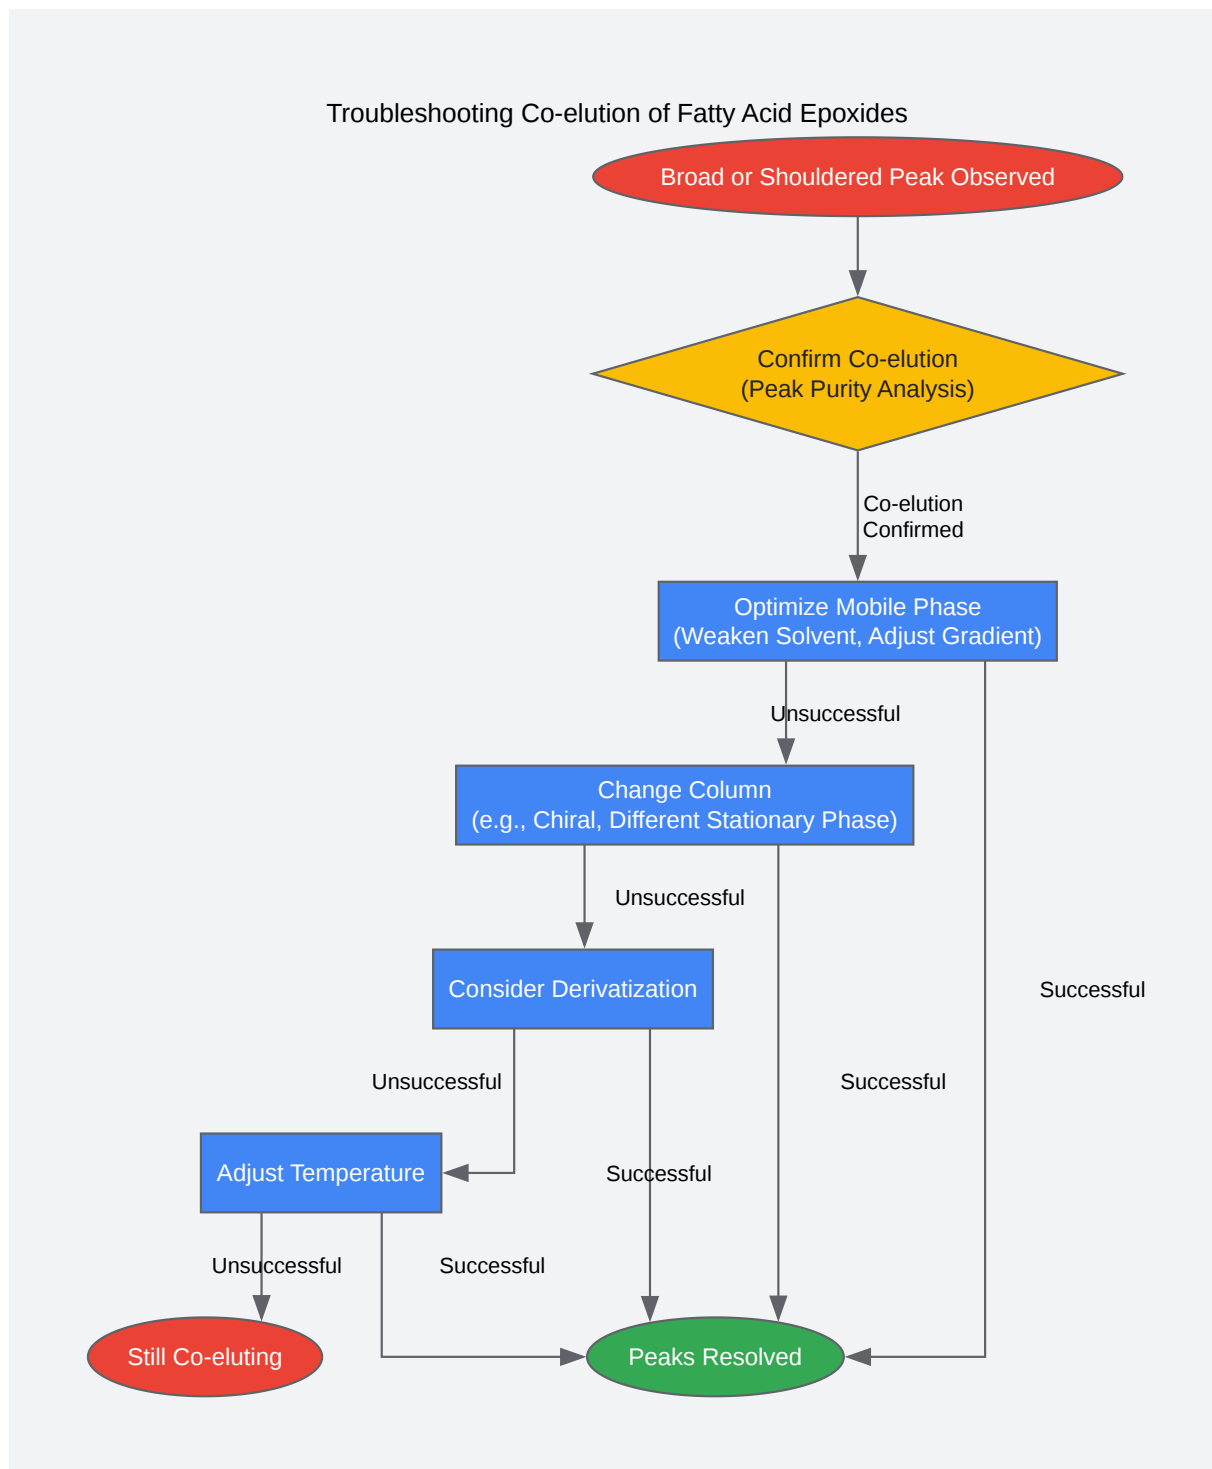 Troubleshooting Co-elution of Fatty Acid Epoxides
Broad or Shouldered Peak Observed
Confirm Co-elution
(Peak Purity Analysis)
Co-elution
Confirmed
Optimize Mobile Phase
(Weaken Solvent, Adjust Gradient)
Unsuccessful
Change Column
(e.g., Chiral, Different Stationary Phase)
Unsuccessful
Consider Derivatization
Successful
Unsuccessful
Successful
Adjust Temperature
Successful
Unsuccessful
Successful
Still Co-eluting
Peaks Resolved